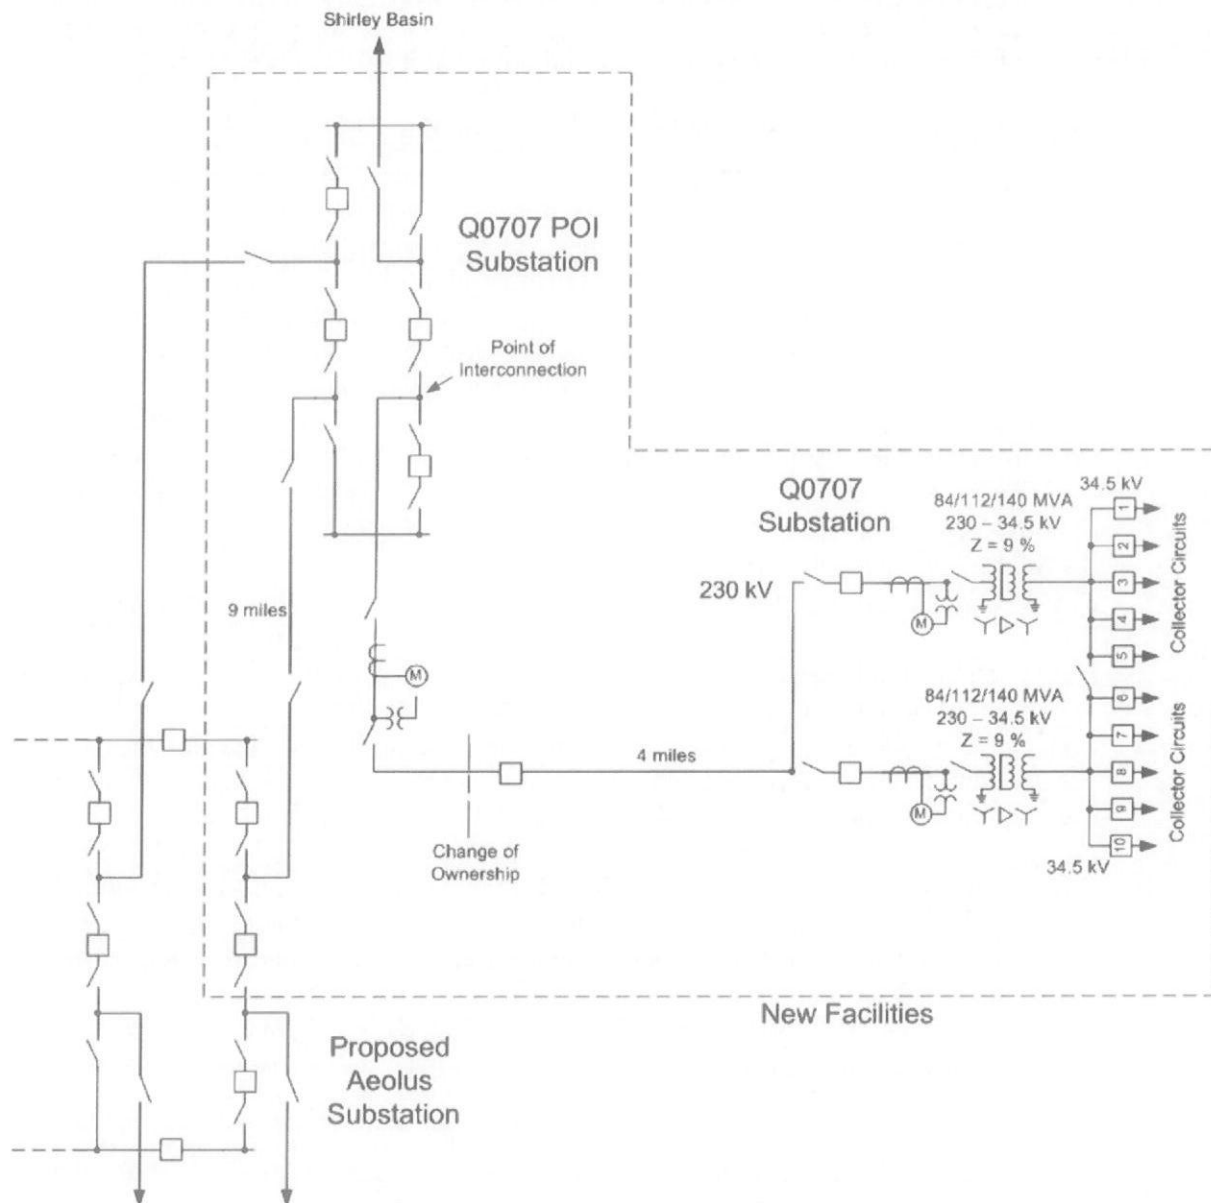 Shirley Basin
Q0707 POI
Substation
Point of
Interconnection
9 miles
M
4 miles
Change of
Ownership
Q0707
Substation
230 kV
84/112/140 MVA
230 – 34.5 kV
Z = 9 %
M
34.5 kV
1
2
3
4
5
Collector Circuits
84/112/140 MVA
230 – 34.5 kV
Z = 9 %
M
6
7
8
9
10
Collector Circuits
34.5 kV
New Facilities
Proposed
Aeolus
Substation